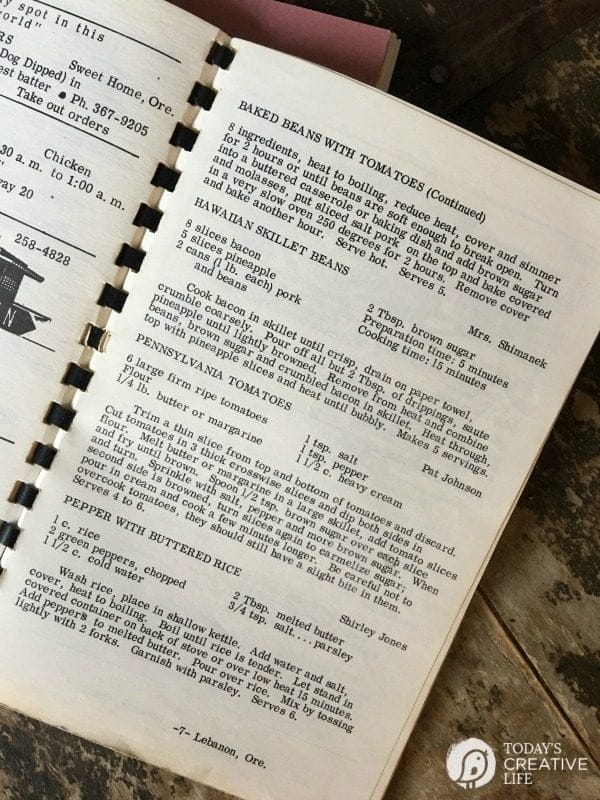 y spot in this
world"
RS
Sweet Home, Ore.
Dog Dipped) in
est batter • Ph. 367-9205
Take out orders
Chicken
30 a.m. to 1:00 a.m.
"
way 20
258-4828
N
BAKED BEANS WITH TOMATOES (Continued)
8 ingredients, heat to boiling, reduce heat, cover and simmer
for 2 hours or until beans are soft enough to break open. Turn
into a buttered casserole or baking dish and add brown sugar
and molasses, put sliced salt pork on the top and bake covered
in a very slow oven 250 degrees for 2 hours. Remove cover
and bake another hour. Serve hot. Serves 5.
Mrs. Shimanek
HAWAIIAN SKILLET BEANS
8 slices bacon
5 slices pineapple
2 cans (1 lb. each) pork
and beans
2 Tbsp. brown sugar
Preparation time: 5 minutes
Cooking time: 15 minutes
Cook bacon in skillet until crisp, drain on paper towel,
crumble coarsely. Pour off all but 2 Tbsp. of drippings, saute
pineapple until lightly browned. Remove from heat and combine
beans, brown sugar and crumbled bacon in skillet. Heat through,
top with pineapple slices and heat until bubbly. Makes 5 servings.
Pat Johnson
PENNSYLVANIA TOMATOES
6 large firm ripe tomatoes
Flour
1/4 lb. butter or margarine
1 tsp. salt
1 tsp. pepper
1 1/2 c. heavy cream
Trim a thin slice from top and bottom of tomatoes and discard.
Cut tomatoes in 3 thick crosswise slices and dip both sides in
flour. Melt butter or margarine in a large skillet, add tomato slices
and fry until brown. Spoon 1/2 tsp. brown sugar over each slice
and turn. Sprinkle with salt, pepper and more brown sugar. When
second side is browned, turn slices again to carmelize sugar;
pour in cream and cook a few minutes longer. Be careful not to
overcook tomatoes, they should still have a slight bite in them.
Serves 4 to 6.
Shirley Jones
PEPPER WITH BUTTERED RICE
1 c. rice
2 green peppers, chopped
1 1/2 c. cold water
2 Tbsp. melted butter
3/4 tsp. salt.... parsley
Wash rice, place in shallow kettle. Add water and salt,
cover, heat to boiling. Boil until rice is tender. Let stand in
covered container on back of stove or over low heat 15 minutes.
Add peppers to melted butter. Pour over rice. Mix by tossing
lightly with 2 forks. Garnish with parsley. Serves 6.
-7- Lebanon, Ore.
TODAY'S
CREATIVE
LIFE